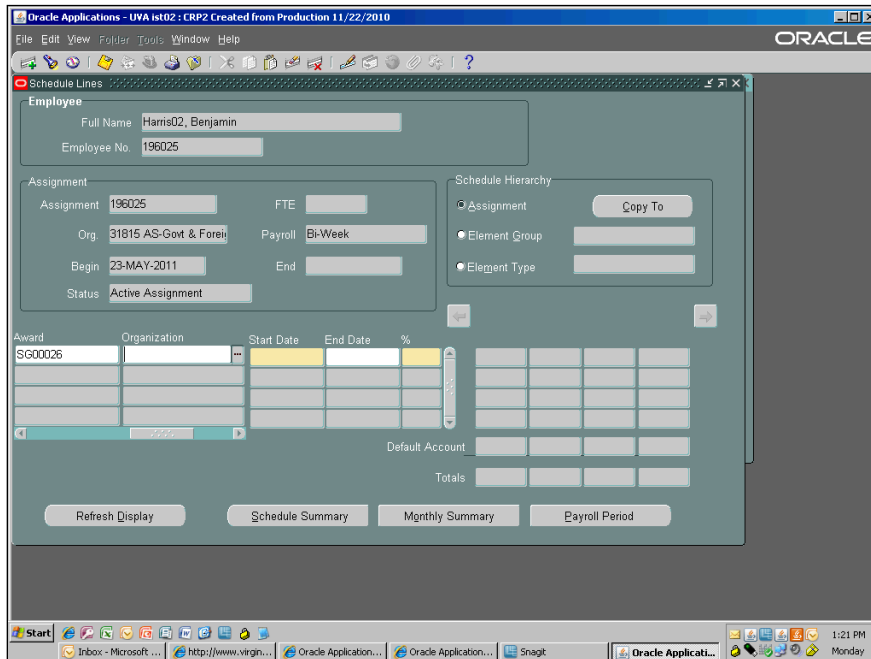 Oracle Applications - UVA ist02 : CRP2 Created from Production 11/22/2010
File Edit View Folder Tools Window Help
ORACLE
Schedule Lines
Employee
Full Name Harris02, Benjamin
Employee No. 196025
Assignment
Assignment 196025 FTE
Org. 31815 AS-Govt & Forei Payroll Bi-Week
Begin 23-MAY-2011 End
Status Active Assignment
Schedule Hierarchy
Assignment Copy To
Element Group
Element Type
Award Organization Start Date End Date %
SG00026
Default Account
Totals
Refresh Display Schedule Summary Monthly Summary Payroll Period
Start
1:21 PM
Inbox - Microsoft ... http://www.virgin... Oracle Application... Oracle Application... Snagit Oracle Applicati... Monday